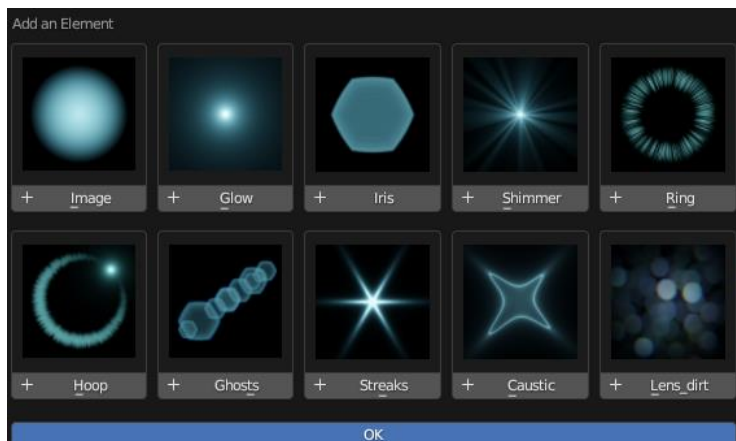 Add an Element
+ Image
+ Glow
+ Iris
+ Shimmer
+ Ring
+ Hoop
+ Ghosts
+ Streaks
+ Caustic
+ Lens_dirt
OK